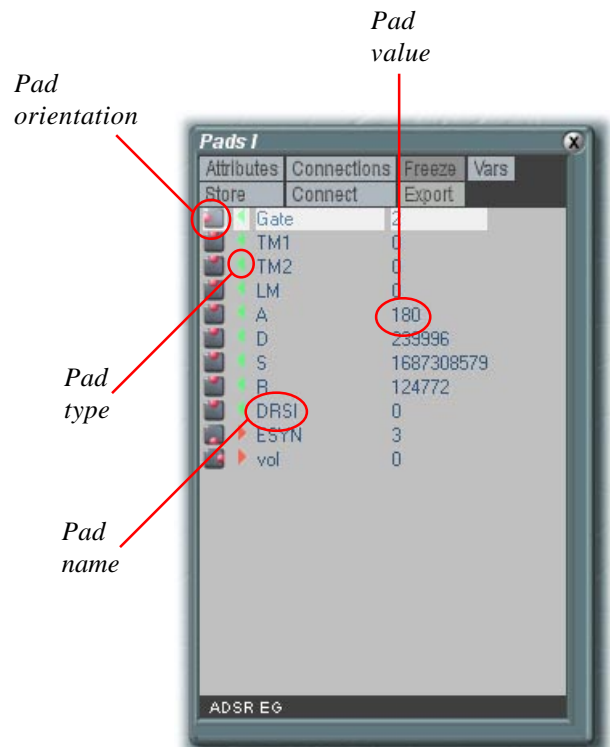 Pad
value
Pad
orientation
Pads I
Attributes Connections Freeze Vars
Store Connect Export
Gate 2
TM1 0
TM2 0
LM 0
A 180
D 239996
S 1687308579
R 124772
DRSI 0
ESYN 3
vol 0
Pad
type
Pad
name
ADSR EG